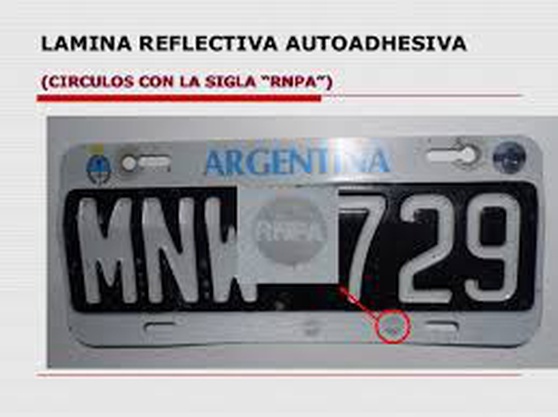 LAMINA REFLECTIVA AUTOADHESIVA
(CIRCULOS CON LA SIGLA “RNPA”)
ARGENTINA
MNW 729
RNPA